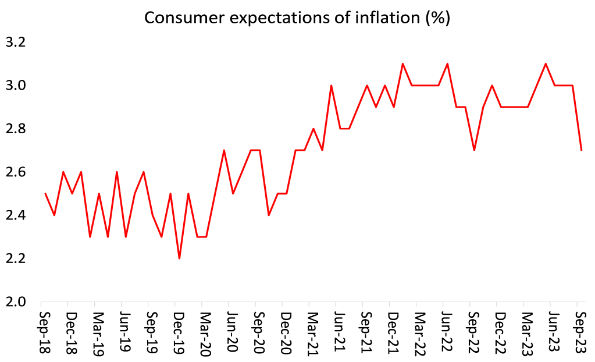 Consumer expectations of inflation (%)
3.2
3.0
2.8
2.6
2.4
2.2
2.0
Sep-18
Dec-18
Mar-19
Jun-19
Sep-19
Dec-19
Mar-20
Jun-20
Sep-20
Dec-20
Mar-21
Jun-21
Sep-21
Dec-21
Mar-22
Jun-22
Sep-22
Dec-22
Mar-23
Jun-23
Sep-23